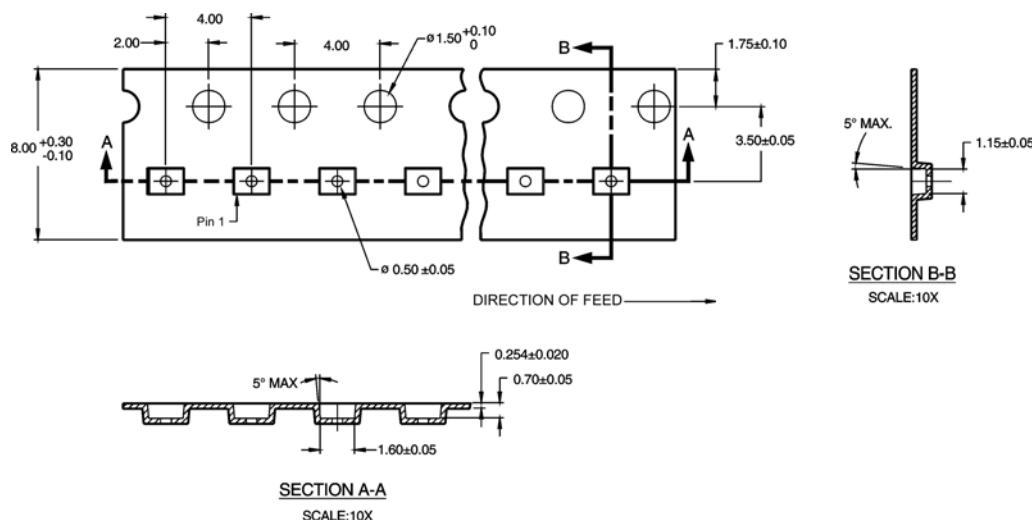 4.00
2.00
4.00
ø1.50 +0.10
0
B
1.75±0.10
8.00 +0.30
-0.10
A
A
3.50±0.05
5° MAX.
1.15±0.05
Pin 1
ø 0.50±0.05
B
SECTION B-B
SCALE:10X
DIRECTION OF FEED
5° MAX
0.254±0.020
0.70±0.05
1.60±0.05
SECTION A-A
SCALE:10X